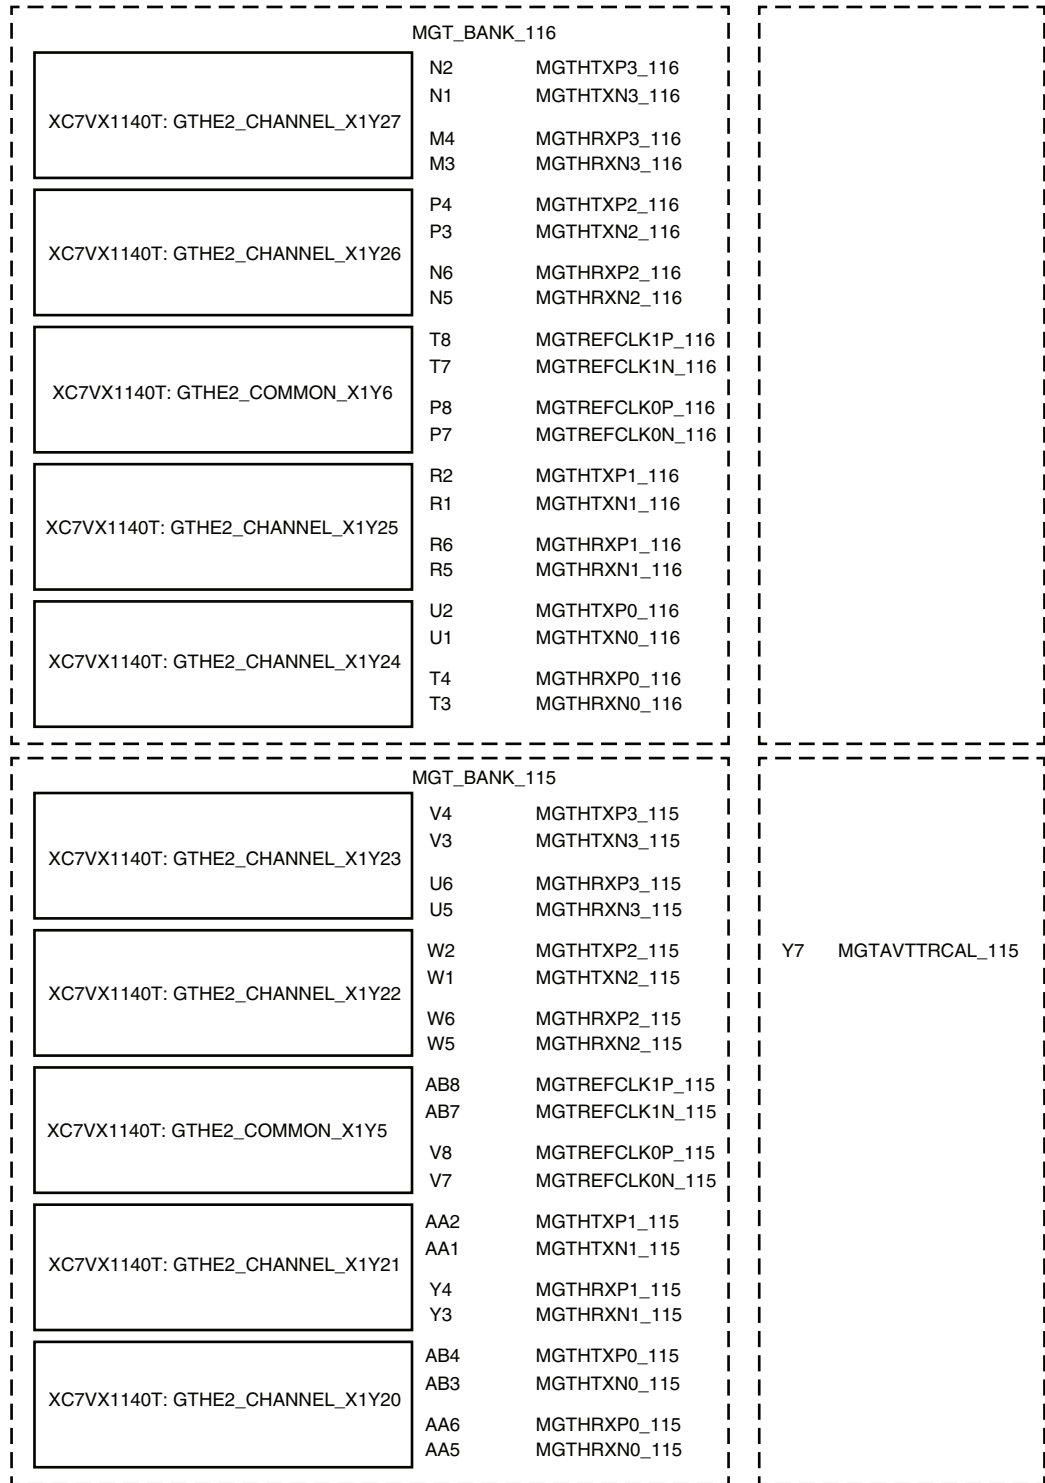 MGT_BANK_116
XC7VX1140T: GTHE2_CHANNEL_X1Y27
N2 MGTHTXP3_116
N1 MGTHTXN3_116
M4 MGTHRXP3_116
M3 MGTHRXN3_116
XC7VX1140T: GTHE2_CHANNEL_X1Y26
P4 MGTHTXP2_116
P3 MGTHTXN2_116
N6 MGTHRXP2_116
N5 MGTHRXN2_116
XC7VX1140T: GTHE2_COMMON_X1Y6
T8 MGTREFCLK1P_116
T7 MGTREFCLK1N_116
P8 MGTREFCLK0P_116
P7 MGTREFCLK0N_116
XC7VX1140T: GTHE2_CHANNEL_X1Y25
R2 MGTHTXP1_116
R1 MGTHTXN1_116
R6 MGTHRXP1_116
R5 MGTHRXN1_116
XC7VX1140T: GTHE2_CHANNEL_X1Y24
U2 MGTHTXP0_116
U1 MGTHTXN0_116
T4 MGTHRXP0_116
T3 MGTHRXN0_116
MGT_BANK_115
XC7VX1140T: GTHE2_CHANNEL_X1Y23
V4 MGTHTXP3_115
V3 MGTHTXN3_115
U6 MGTHRXP3_115
U5 MGTHRXN3_115
XC7VX1140T: GTHE2_CHANNEL_X1Y22
W2 MGTHTXP2_115
W1 MGTHTXN2_115
W6 MGTHRXP2_115
W5 MGTHRXN2_115
Y7 MGTAVTTRCAL_115
XC7VX1140T: GTHE2_COMMON_X1Y5
AB8 MGTREFCLK1P_115
AB7 MGTREFCLK1N_115
V8 MGTREFCLK0P_115
V7 MGTREFCLK0N_115
XC7VX1140T: GTHE2_CHANNEL_X1Y21
AA2 MGTHTXP1_115
AA1 MGTHTXN1_115
Y4 MGTHRXP1_115
Y3 MGTHRXN1_115
XC7VX1140T: GTHE2_CHANNEL_X1Y20
AB4 MGTHTXP0_115
AB3 MGTHTXN0_115
AA6 MGTHRXP0_115
AA5 MGTHRXN0_115